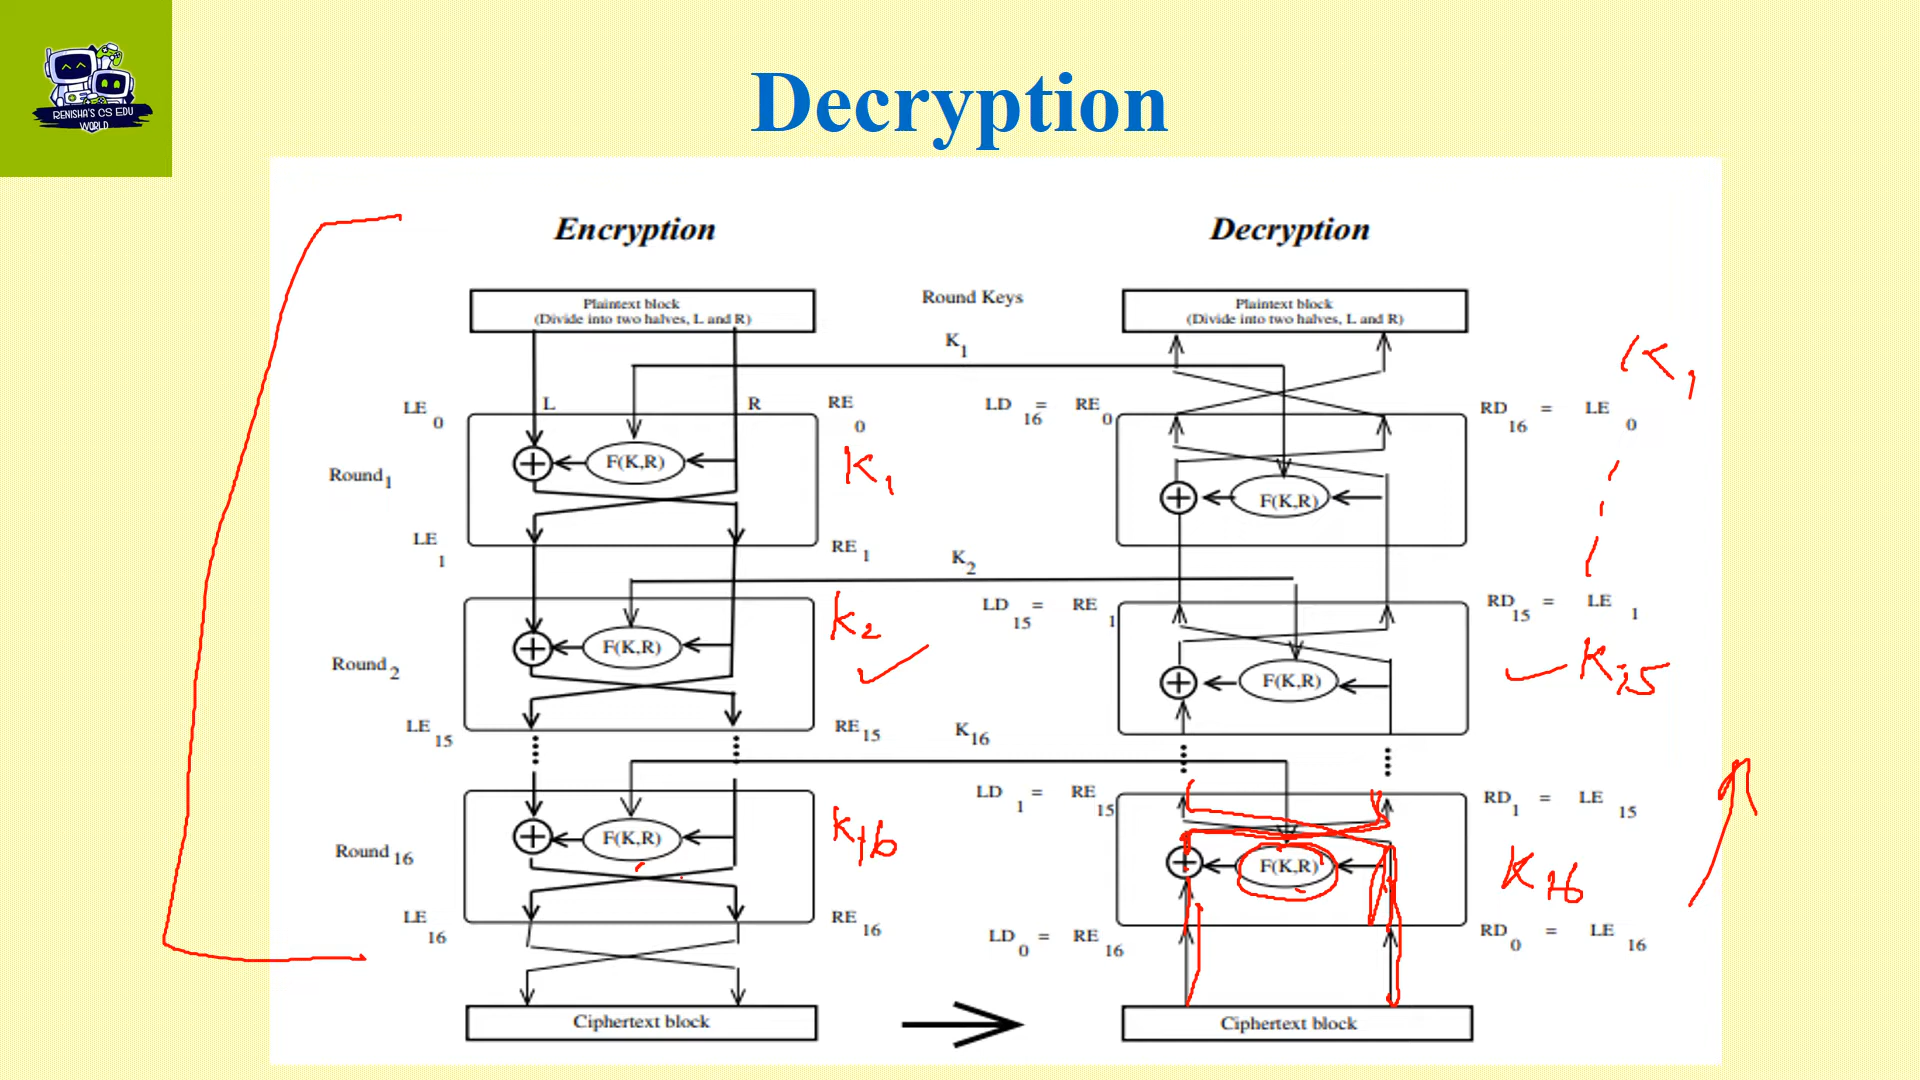 RENISHA'S CS EDU
WORLD
Decryption
Encryption
Decryption
Plaintext block
(Divide into two halves, L and R)
Round Keys
Plaintext block
(Divide into two halves, L and R)
K1
K1
LE0
L
R
RE0
LD16 = RE0
RD16 = LE0
Round1
F(K,R)
K1
F(K,R)
LE1
RE1
K2
LD15 = RE1
RD15 = LE1
Round2
F(K,R)
K2
F(K,R)
K15
LE15
RE15
K16
LD1 = RE15
RD1 = LE15
Round16
F(K,R)
K16
F(K,R)
K16
LE16
RE16
LD0 = RE16
RD0 = LE16
Ciphertext block
Ciphertext block